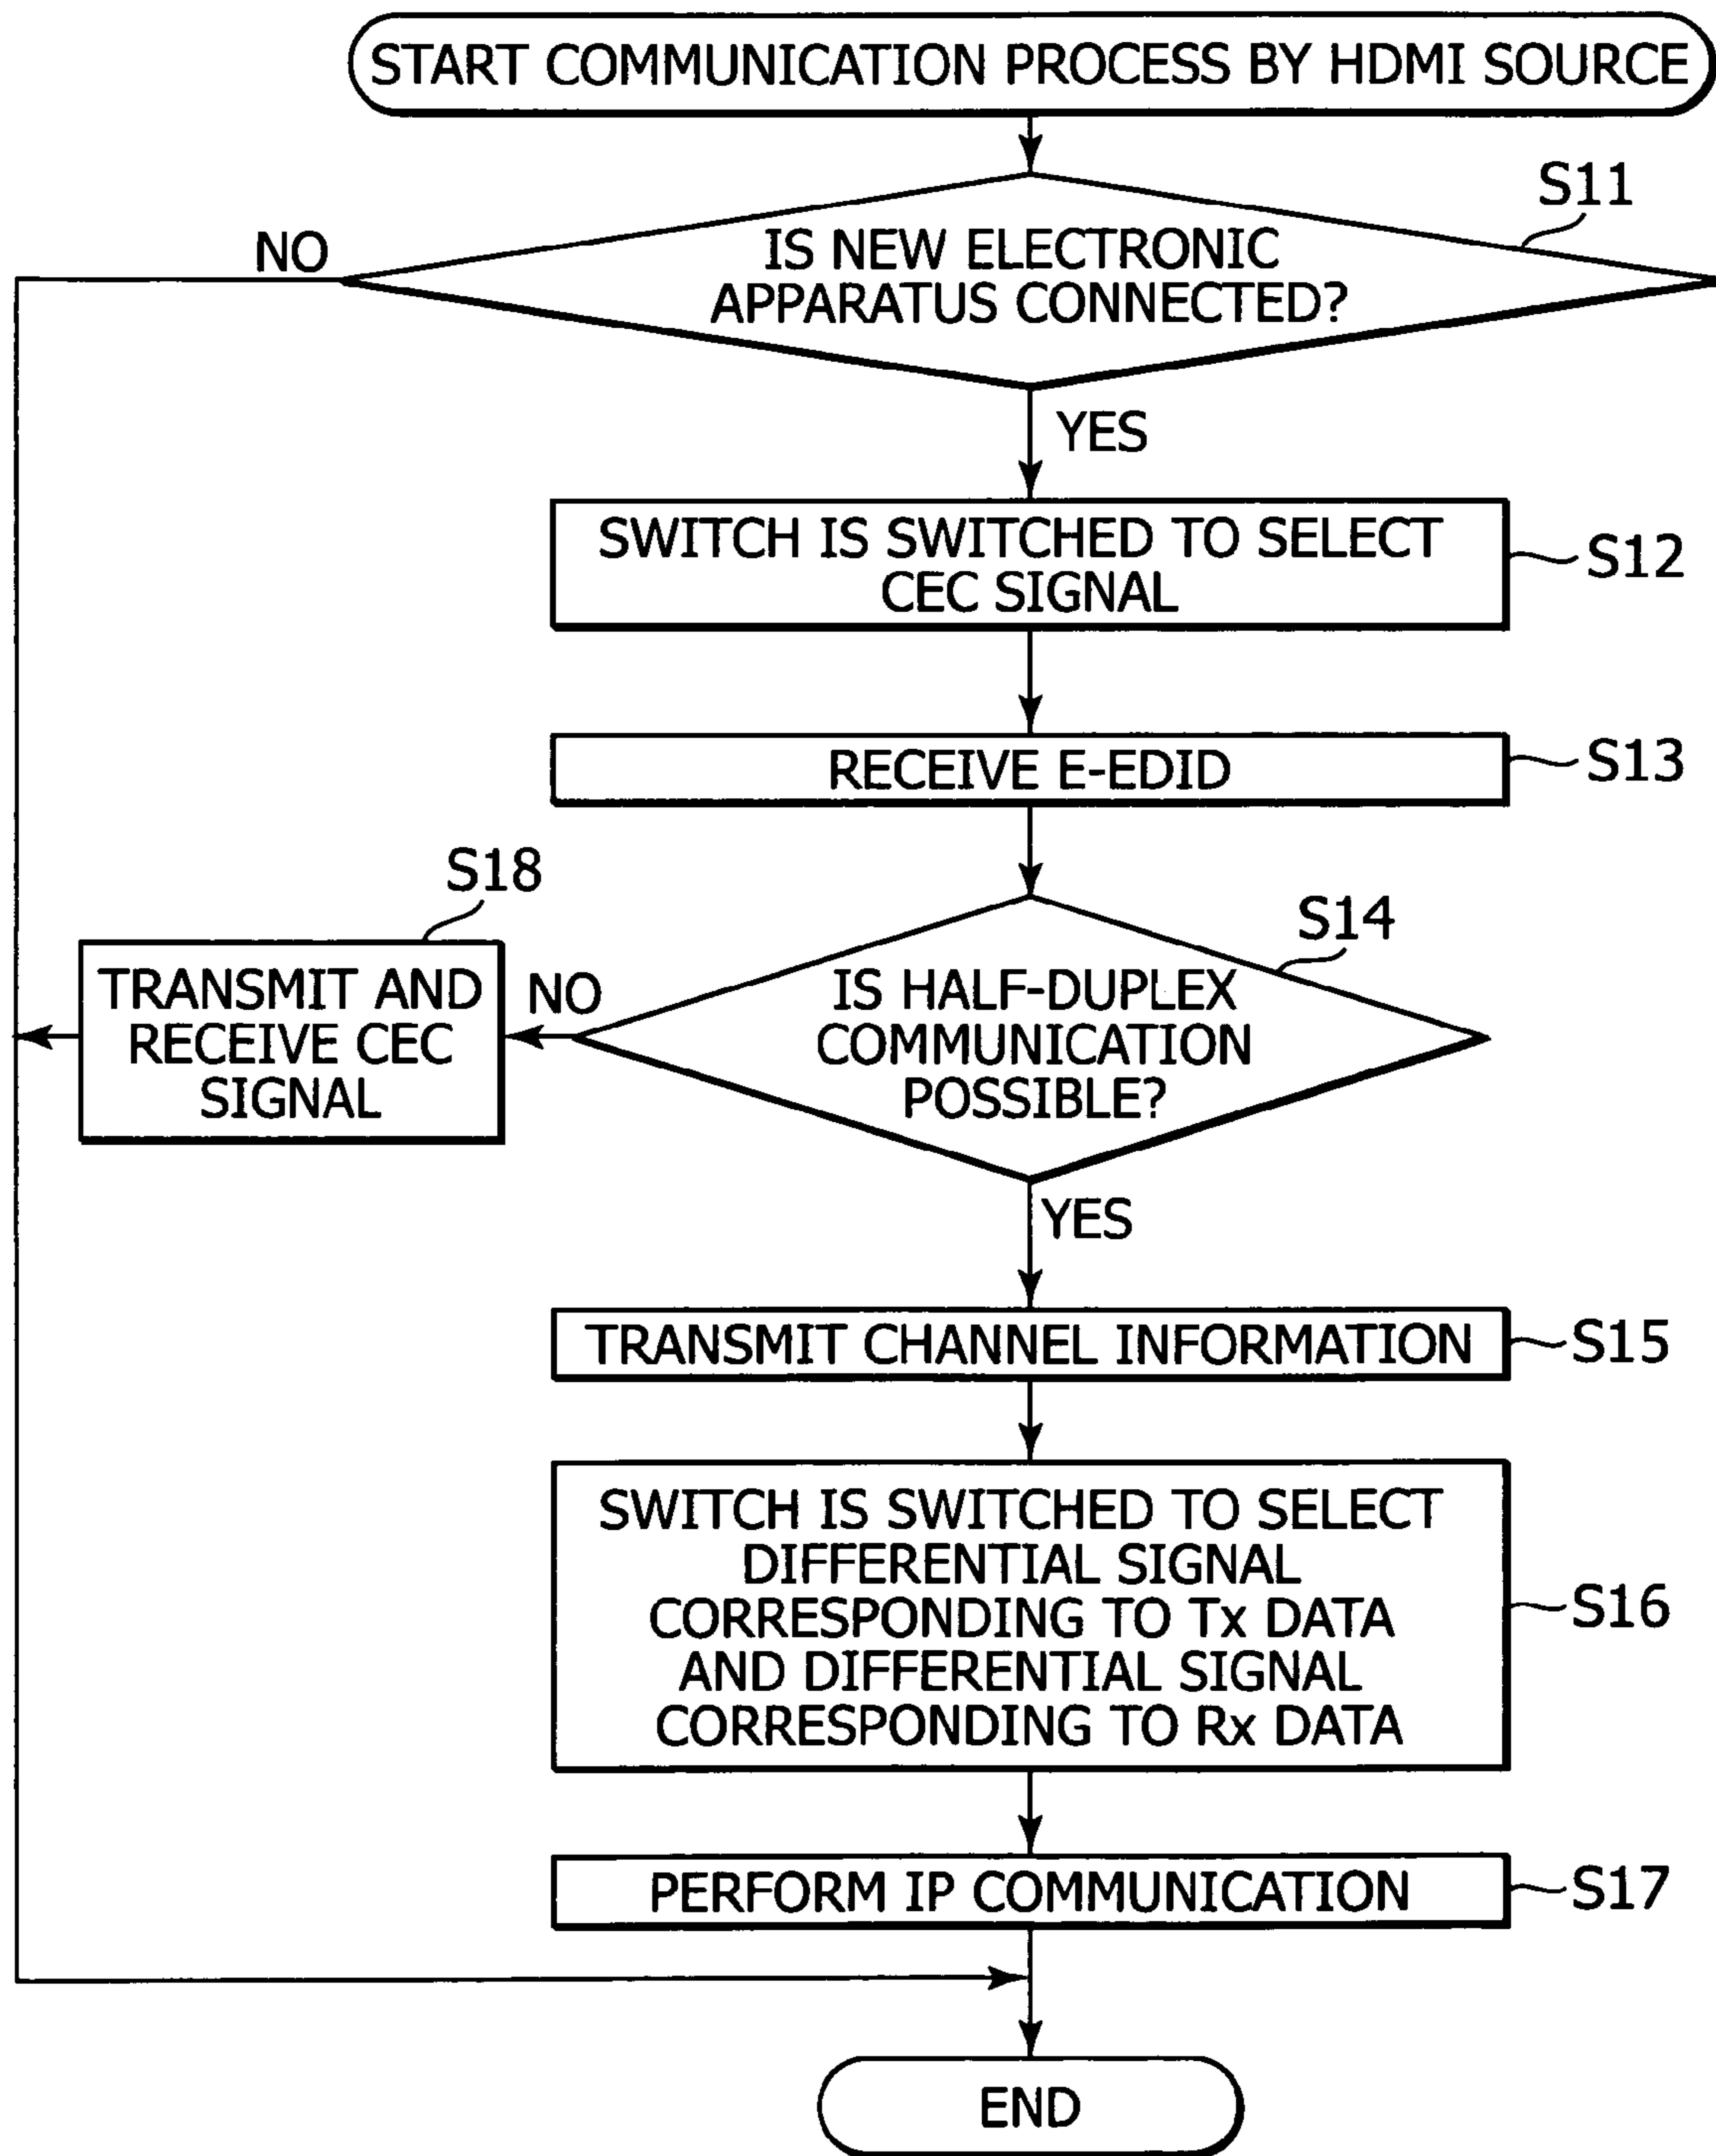 START COMMUNICATION PROCESS BY HDMI SOURCE
S11
NO
IS NEW ELECTRONIC
APPARATUS CONNECTED?
YES
SWITCH IS SWITCHED TO SELECT
CEC SIGNAL
S12
RECEIVE E-EDID
S13
S18
S14
TRANSMIT AND
RECEIVE CEC
SIGNAL
NO
IS HALF-DUPLEX
COMMUNICATION
POSSIBLE?
YES
TRANSMIT CHANNEL INFORMATION
S15
SWITCH IS SWITCHED TO SELECT
DIFFERENTIAL SIGNAL
CORRESPONDING TO Tx DATA
AND DIFFERENTIAL SIGNAL
CORRESPONDING TO Rx DATA
S16
PERFORM IP COMMUNICATION
S17
END